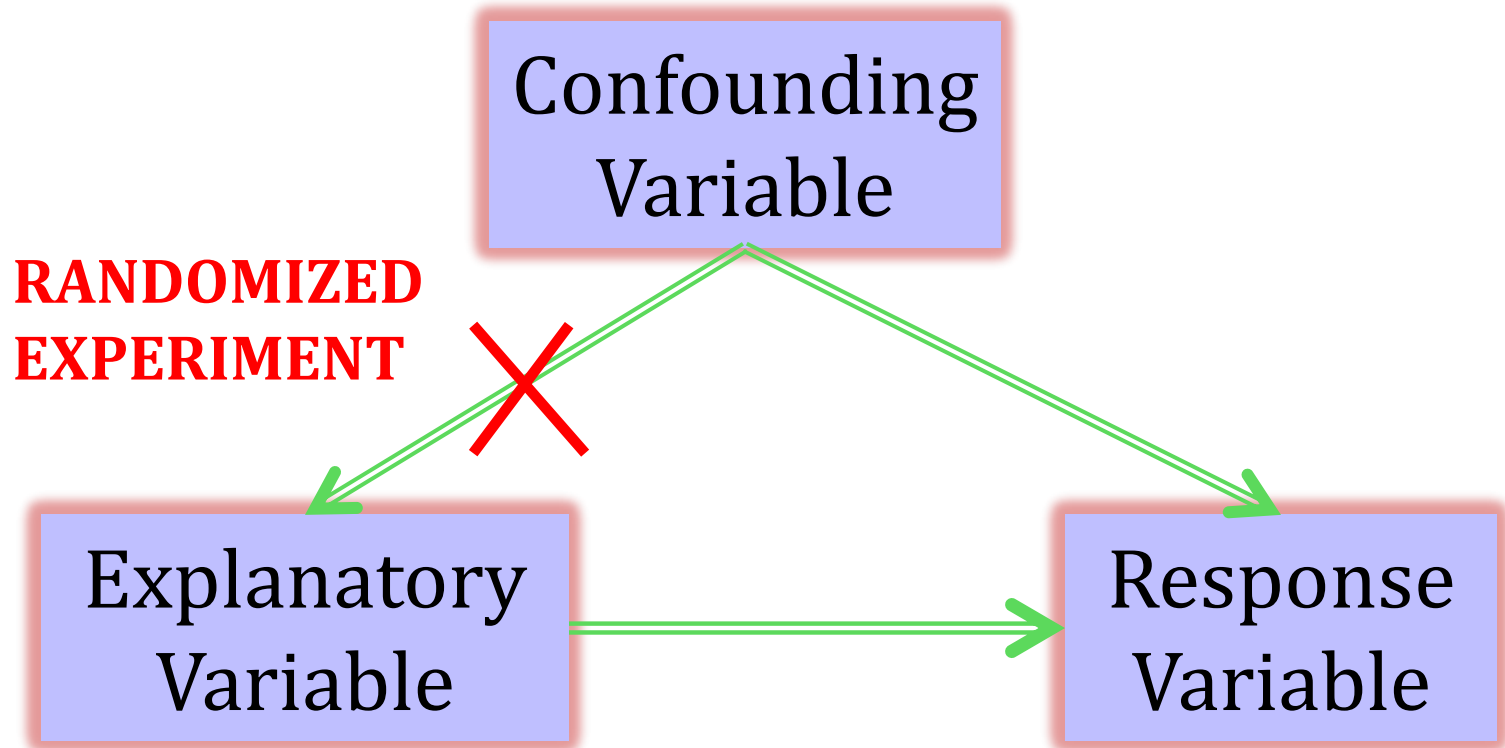 Confounding
Variable
RANDOMIZED
EXPERIMENT
Explanatory
Variable
Response
Variable